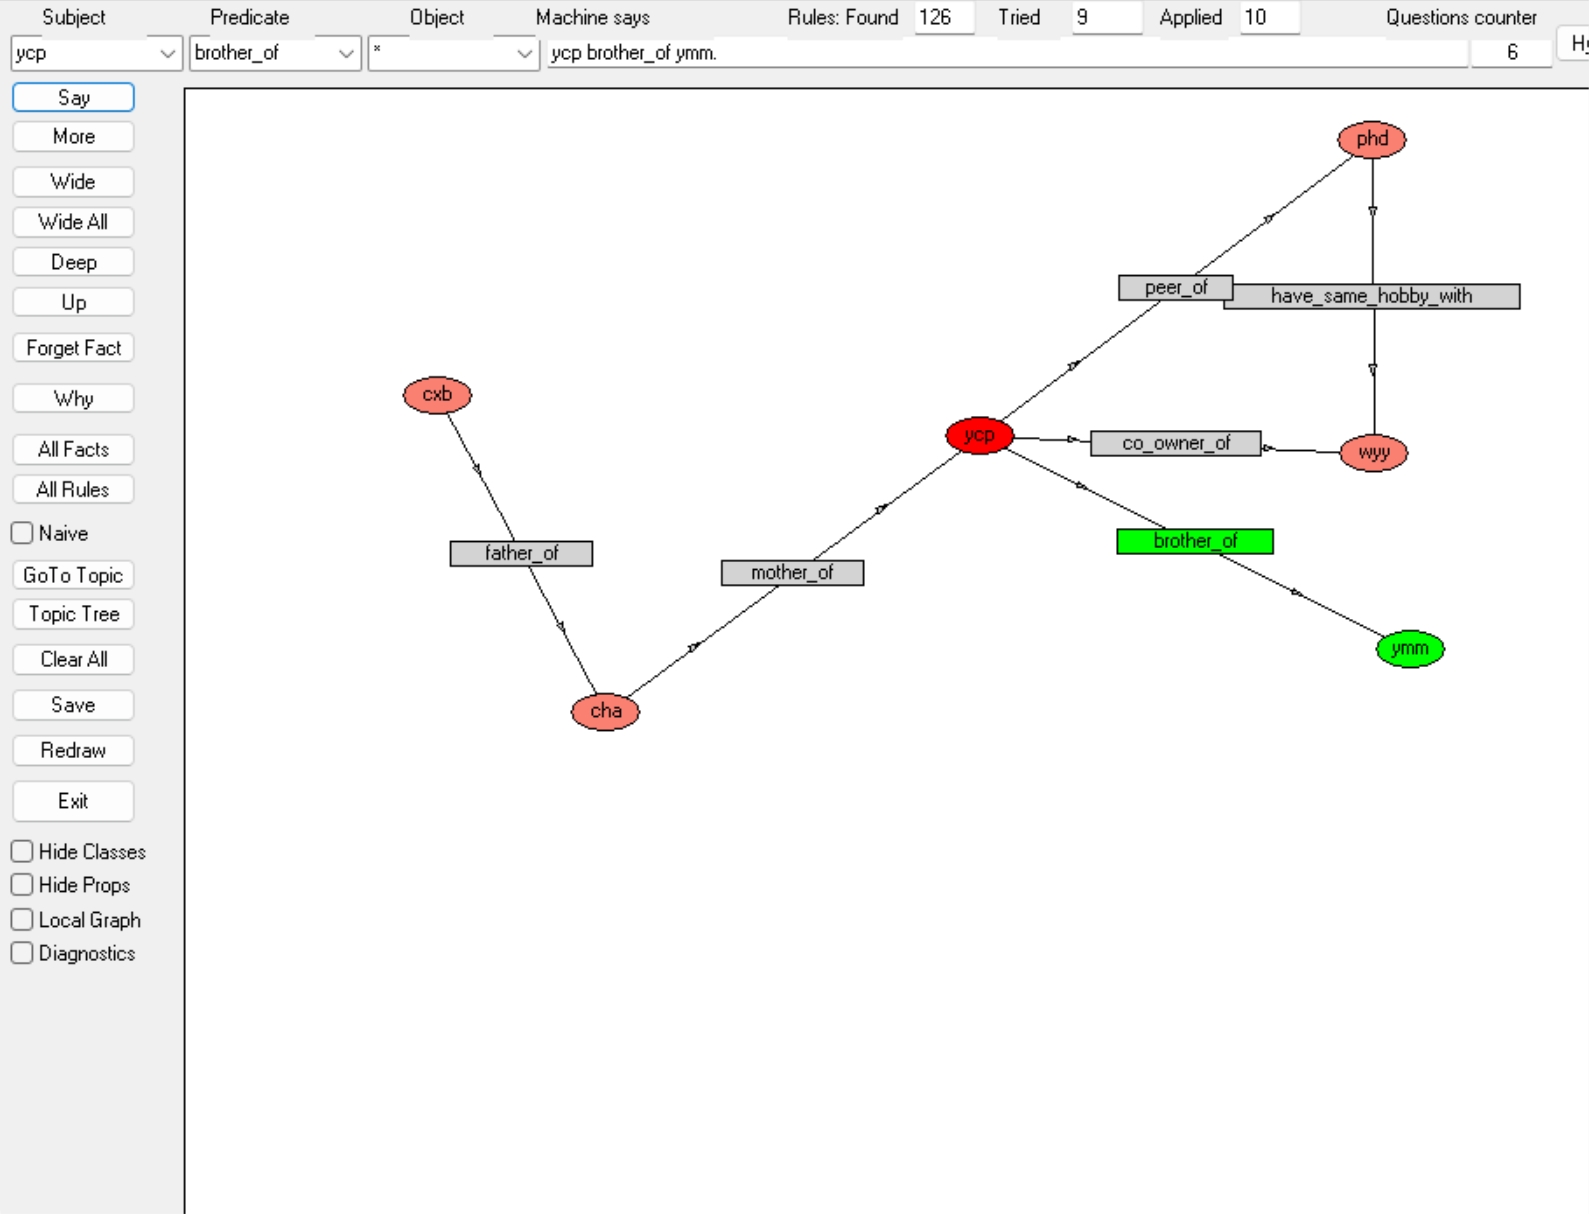 Subject Predicate Object Machine says Rules: Found 126 Tried 9 Applied 10 Questions counter
ycp brother_of * ycp brother_of ymm. 6
Say
More
Wide
Wide All
Deep
Up
Forget Fact
Why
All Facts
All Rules
Naive
GoTo Topic
Topic Tree
Clear All
Save
Redraw
Exit
Hide Classes
Hide Props
Local Graph
Diagnostics
phd
peer_of
have_same_hobby_with
cxb
ycp
co_owner_of
wyy
brother_of
father_of
mother_of
ymm
cha